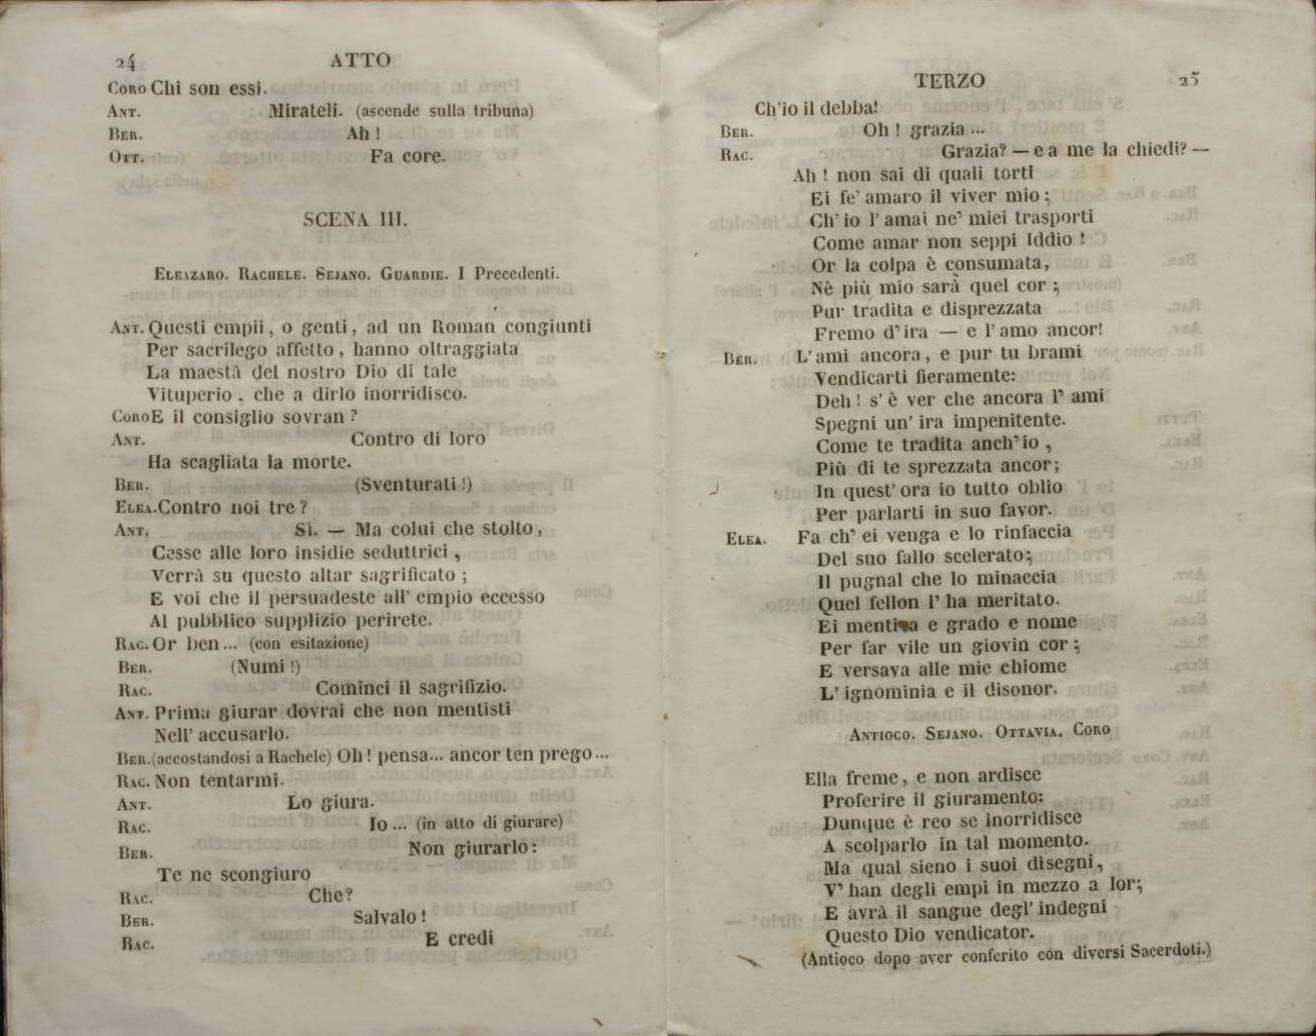 24 ATTO
CORO Chi son essi.
ANT. Mirateli. (ascende sulla tribuna)
BER. Ah !
OTT. Fa core.
SCENA III.
ELEAZARO. RACHELE. SEJANO. GUARDIE. I Precedenti.
ANT. Questi empii, o genti, ad un Roman congiunti
Per sacrilego affetto, hanno oltraggiata
La maestà del nostro Dio di tale
Vituperio, che a dirlo inorridisco.
CORO E il consiglio sovran ?
ANT. Contro di loro
Ha scagliata la morte.
BER. (Sventurati !)
ELEA. Contro noi tre ?
ANT. Sì. — Ma colui che stolto,
Cesse alle loro insidie seduttrici,
Verrà su questo altar sagrificato ;
E voi che il persuadeste all' empio eccesso
Al pubblico supplizio perirete.
RAC. Or ben... (con esitazione)
BER. (Numi !)
RAC. Cominci il sagrifizio.
ANT. Prima giurar dovrai che non mentisti
Nell' accusarlo.
BER. (accostandosi a Rachele) Oh ! pensa... ancor ten prego...
RAC. Non tentarmi.
ANT. Lo giura.
RAC. Io ... (in atto di giurare)
BER. Non giurarlo :
Te ne scongiuro
RAC. Che?
BER. Salvalo !
RAC. E credi
TERZO 25
Ch'io il debba!
BER. Oh ! grazia ...
RAC. Grazia? — e a me la chiedi? —
Ah ! non sai di quali torti
Ei fe' amaro il viver mio ;
Ch' io l' amai ne' miei trasporti
Come amar non seppi Iddio !
Or la colpa è consumata,
Nè più mio sarà quel cor ;
Pur tradita e disprezzata
Fremo d' ira — e l' amo ancor!
BER. L' ami ancora, e pur tu brami
Vendicarti fieramente:
Deh ! s' è ver che ancora l' ami
Spegni un' ira impenitente.
Come te tradita anch' io ,
Più di te sprezzata ancor;
In quest' ora io tutto oblio
Per parlarti in suo favor.
ELEA. Fa ch' ei venga e lo rinfaccia
Del suo fallo scelerato;
Il pugnal che lo minaccia
Quel fellon l' ha meritato.
Ei mentiva e grado e nome
Per far vile un giovin cor ;
E versava alle mie chiome
L' ignominia e il disonor.
ANTIOCO. SEJANO. OTTAVIA. CORO
Ella freme, e non ardisce
Proferire il giuramento:
Dunque è reo se inorridisce
A scolparlo in tal momento.
Ma qual sieno i suoi disegni,
V' han degli empi in mezzo a lor;
E avrà il sangue degl' indegni
Questo Dio vendicator.
(Antioco dopo aver conferito con diversi Sacerdoti.)